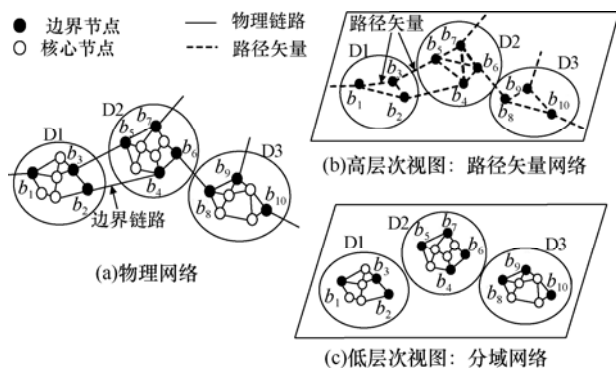 边界节点
核心节点
物理链路
路径矢量
D1
D2
D3
b1
b2
b3
b4
b5
b6
b7
b8
b9
b10
边界链路
(a)物理网络
路径矢量
D1
D2
D3
b1
b2
b3
b4
b5
b6
b7
b8
b9
b10
(b)高层次视图：路径矢量网络
D1
D2
D3
b1
b2
b3
b4
b5
b6
b7
b8
b9
b10
(c)低层次视图：分域网络